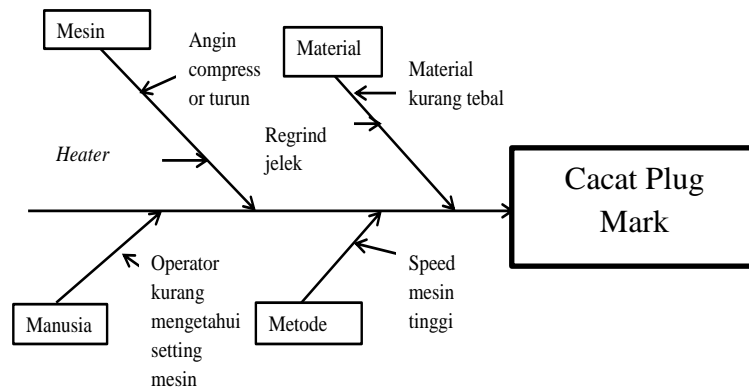 Mesin
Angin
compress
or turun
Material
Material
kurang tebal
Heater
Regrind
jelek
Cacat Plug
Mark
Manusia
Operator
kurang
mengetahui
setting
mesin
Metode
Speed
mesin
tinggi